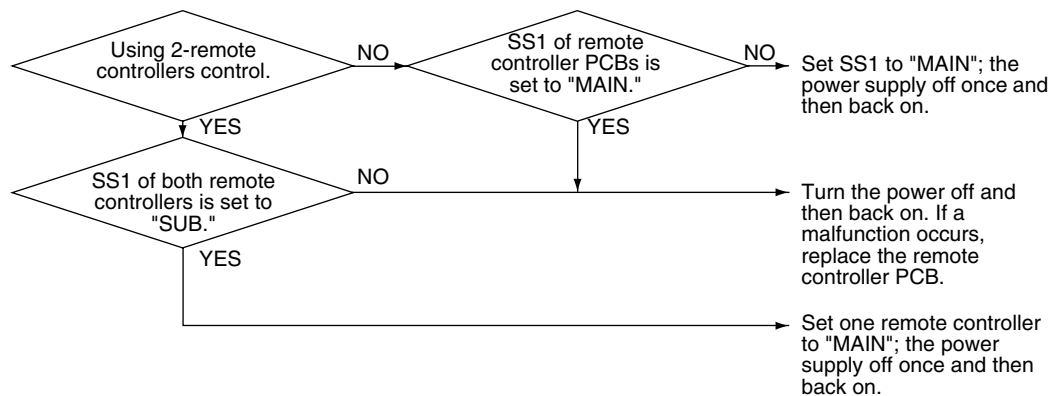 Using 2-remote
controllers control.
NO
SS1 of remote
controller PCBs is
set to "MAIN."
NO
Set SS1 to "MAIN"; the
power supply off once and
then back on.
YES
YES
SS1 of both remote
controllers is set to
"SUB."
NO
Turn the power off and
then back on. If a
malfunction occurs,
replace the remote
controller PCB.
YES
Set one remote controller
to "MAIN"; the power
supply off once and then
back on.